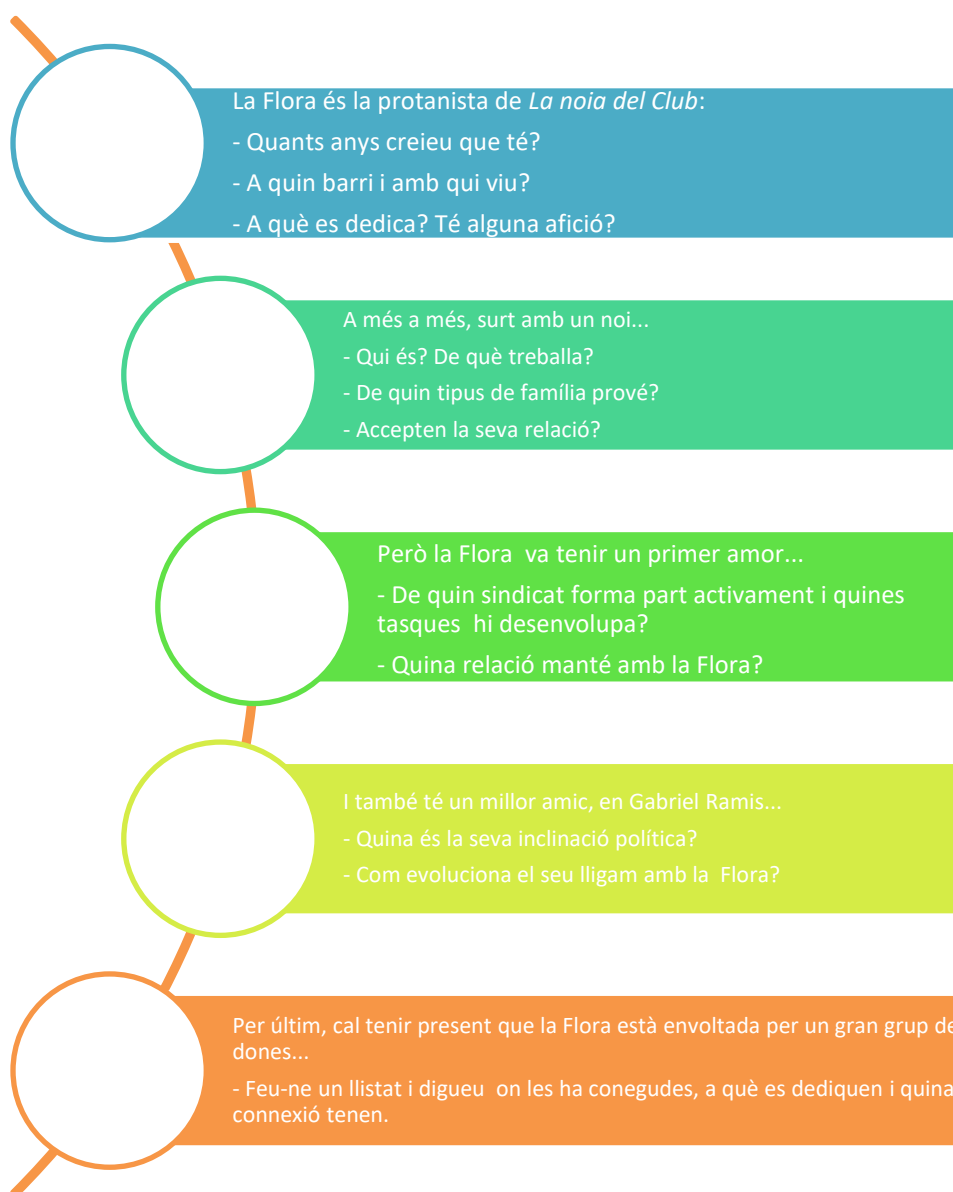 La Flora és la protanista de La noia del Club:
- Quants anys creieu que té?
- A quin barri i amb qui viu?
- A què es dedica? Té alguna afició?
A més a més, surt amb un noi...
- Qui és? De què treballa?
- De quin tipus de família prové?
- Accepten la seva relació?
Però la Flora  va tenir un primer amor...
- De quin sindicat forma part activament i quines
tasques  hi desenvolupa?
- Quina relació manté amb la Flora?
I també té un millor amic, en Gabriel Ramis...
- Quina és la seva inclinació política?
- Com evoluciona el seu lligam amb la  Flora?
Per últim, cal tenir present que la Flora està envoltada per un gran grup de
dones...
- Feu-ne un llistat i digueu  on les ha conegudes, a què es dediquen i quina
connexió tenen.